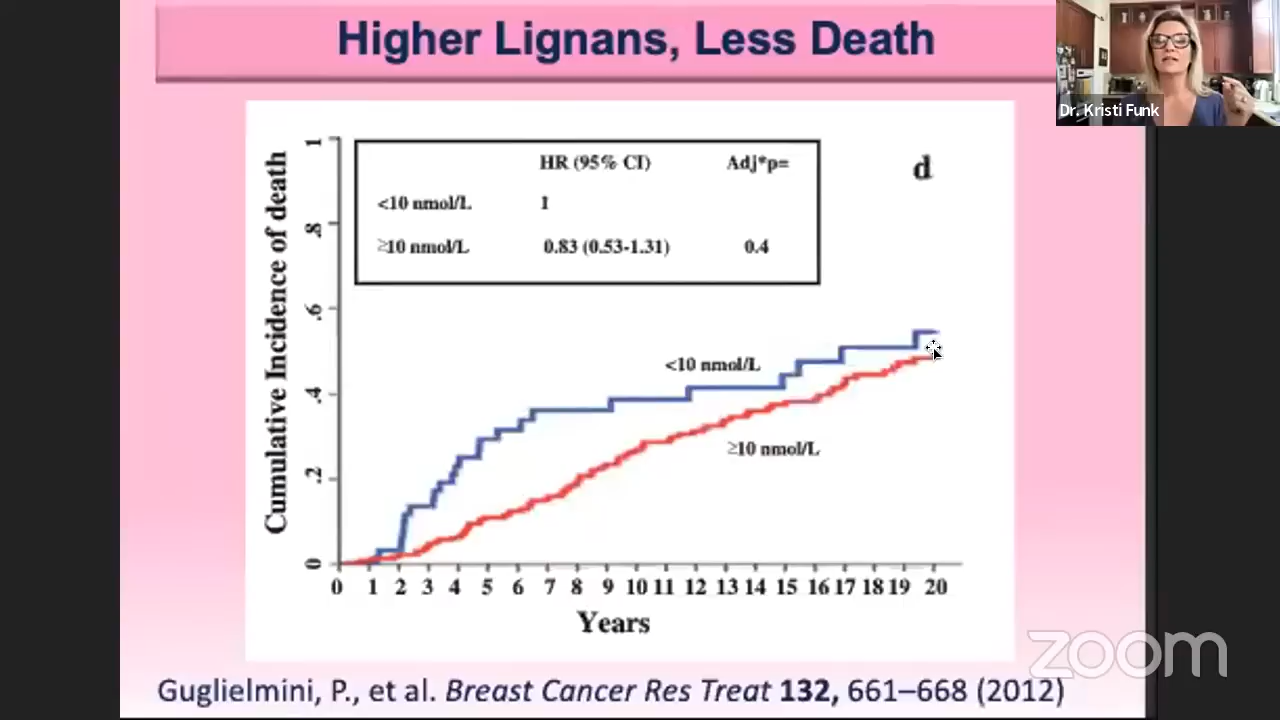 Higher Lignans, Less Death
Dr. Kristi Funk
d
HR (95% CI) Adj*p=
<10 nmol/L 1
≥10 nmol/L 0.83 (0.53-1.31) 0.4
Cumulative Incidence of death
1
.8
.6
.4
.2
0
<10 nmol/L
≥10 nmol/L
0 1 2 3 4 5 6 7 8 9 10 11 12 13 14 15 16 17 18 19 20
Years
zoom
Guglielmini, P., et al. Breast Cancer Res Treat 132, 661–668 (2012)